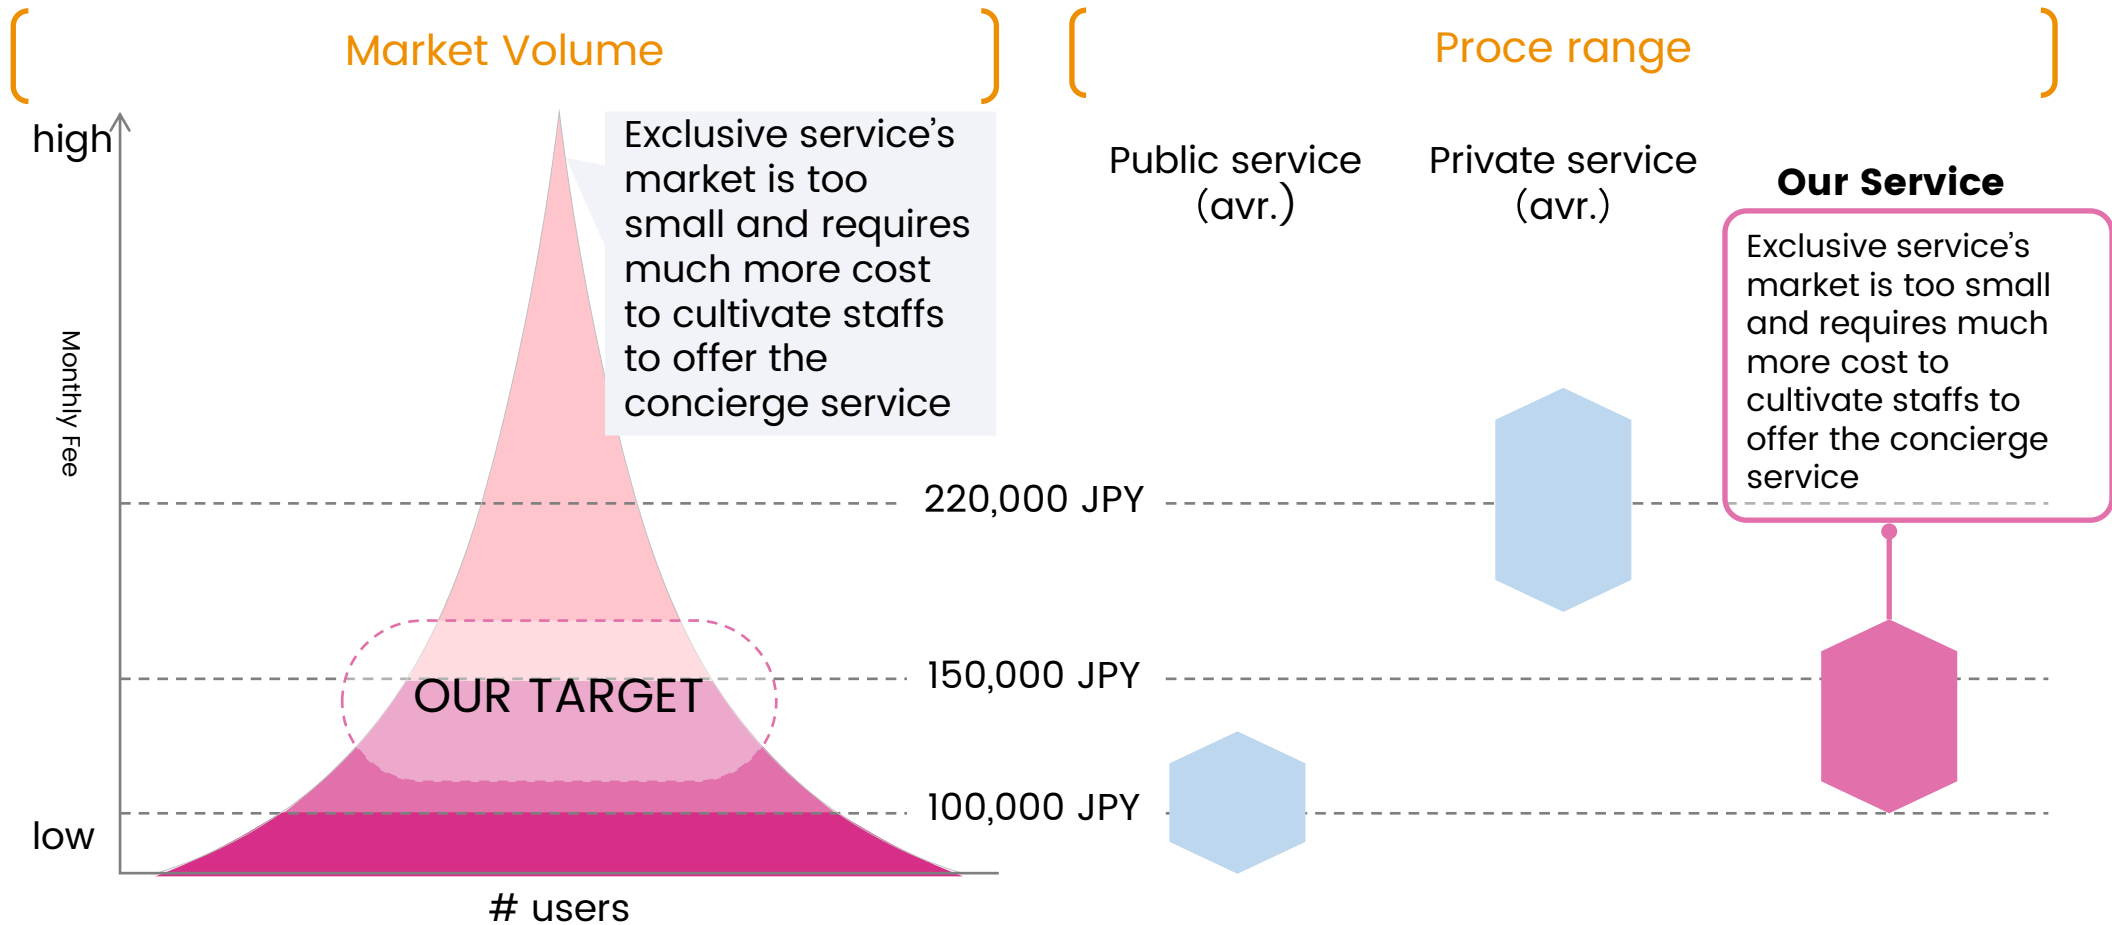 Market Volume
Proce range
high
Monthly Fee
low
# users
Exclusive service’s
market is too
small and requires
much more cost
to cultivate staffs
to offer the
concierge service
OUR TARGET
220,000 JPY
150,000 JPY
100,000 JPY
Public service
(avr.)
Private service
(avr.)
Our Service
Exclusive service’s
market is too small
and requires much
more cost to
cultivate staffs to
offer the concierge
service